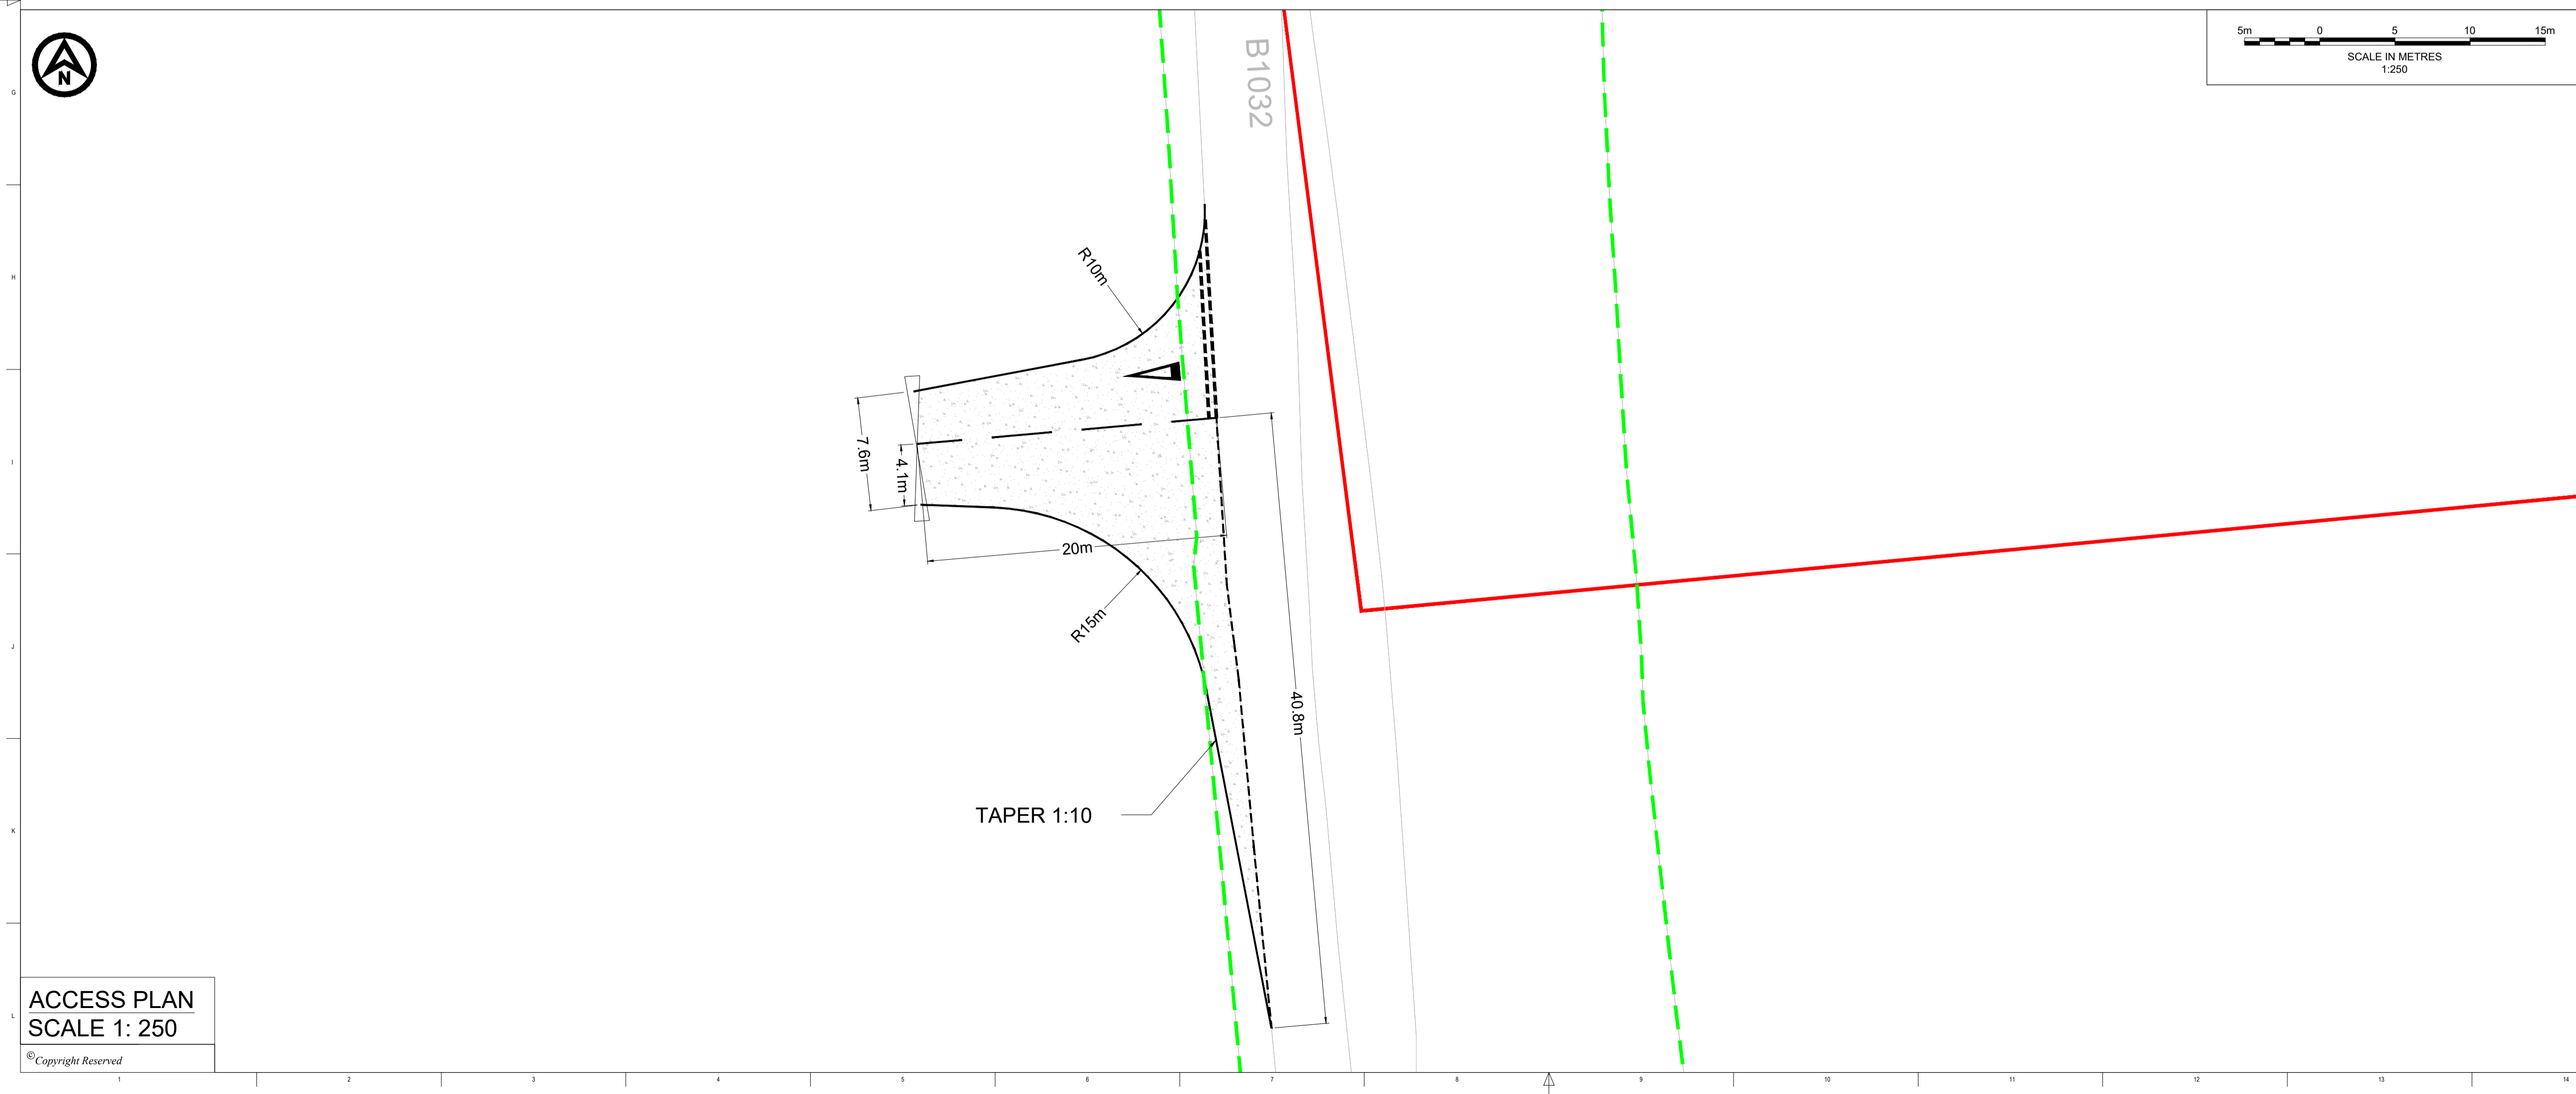 N
B1032
5m 0 5 10 15m
SCALE IN METRES
1:250
R10m
7.6m
4.1m
20m
R15m
40.8m
TAPER 1:10
ACCESS PLAN
SCALE 1: 250
©Copyright Reserved
G
H
I
J
K
L
1 2 3 4 5 6 7 8 9 10 11 12 13 14